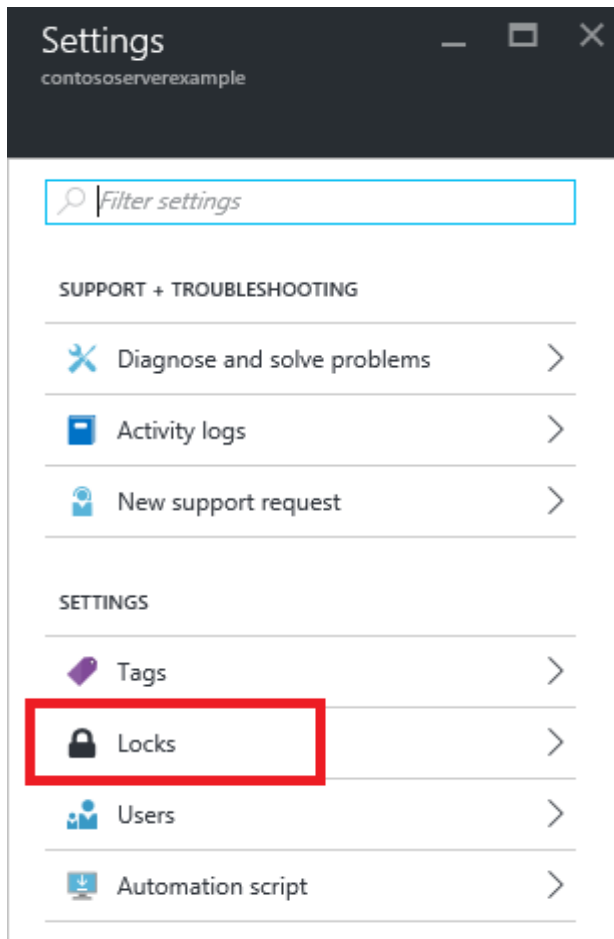 Settings
contososerverexample
Filter settings
SUPPORT + TROUBLESHOOTING
Diagnose and solve problems
Activity logs
New support request
SETTINGS
Tags
Locks
Users
Automation script